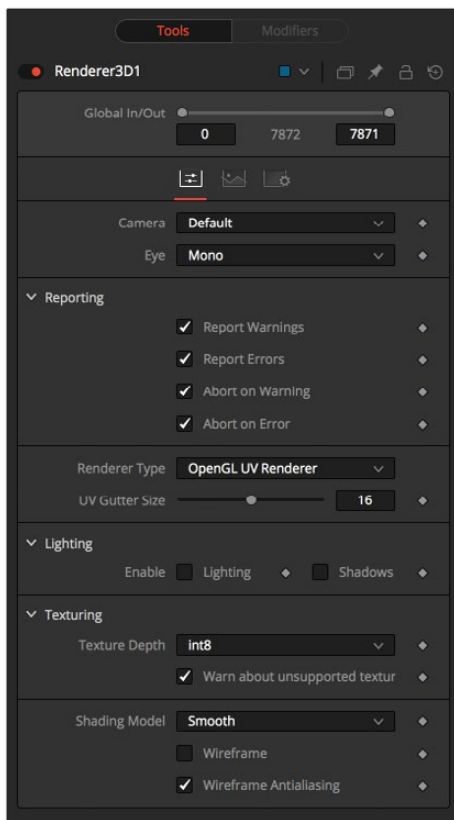 Tools Modifiers
Renderer3D1
Global In/Out
0 7872 7871
Camera Default
Eye Mono
Reporting
Report Warnings
Report Errors
Abort on Warning
Abort on Error
Renderer Type OpenGL UV Renderer
UV Gutter Size 16
Lighting
Enable Lighting Shadows
Texturing
Texture Depth int8
Warn about unsupported textur
Shading Model Smooth
Wireframe
Wireframe Antialiasing